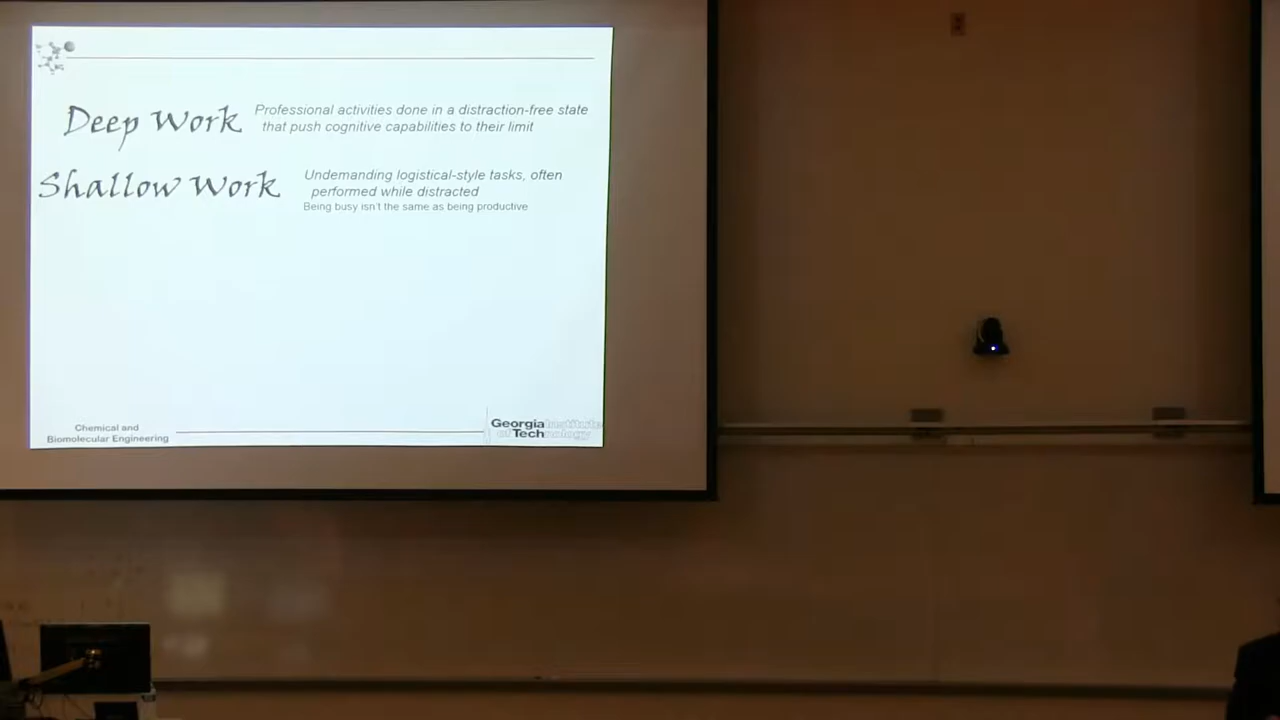 Deep Work
Professional activities done in a distraction-free state
that push cognitive capabilities to their limit
Shallow Work
Undemanding logistical-style tasks, often
performed while distracted
Being busy isn't the same as being productive
Chemical and
Biomolecular Engineering
Georgia Institute
of Technology